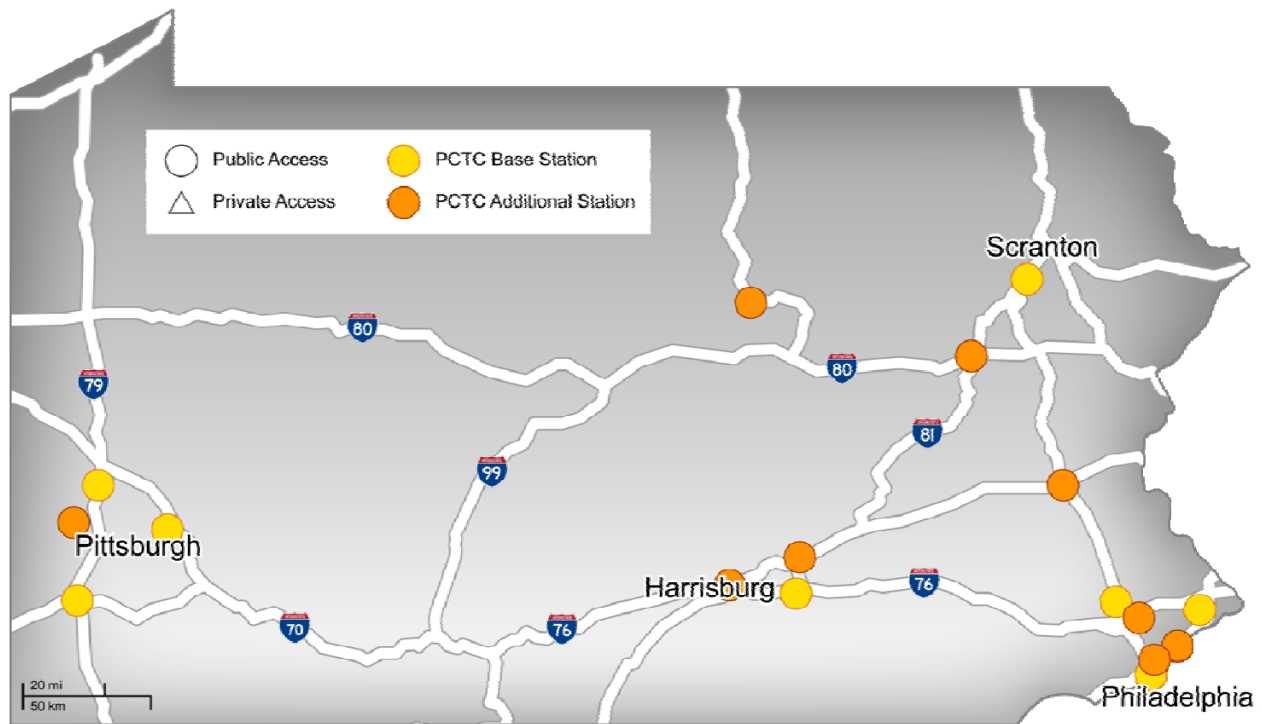 Public Access
PCTC Base Station
Private Access
PCTC Additional Station
Scranton
80
80
79
81
99
Pittsburgh
Harrisburg
76
70
76
20 mi
50 km
Philadelphia